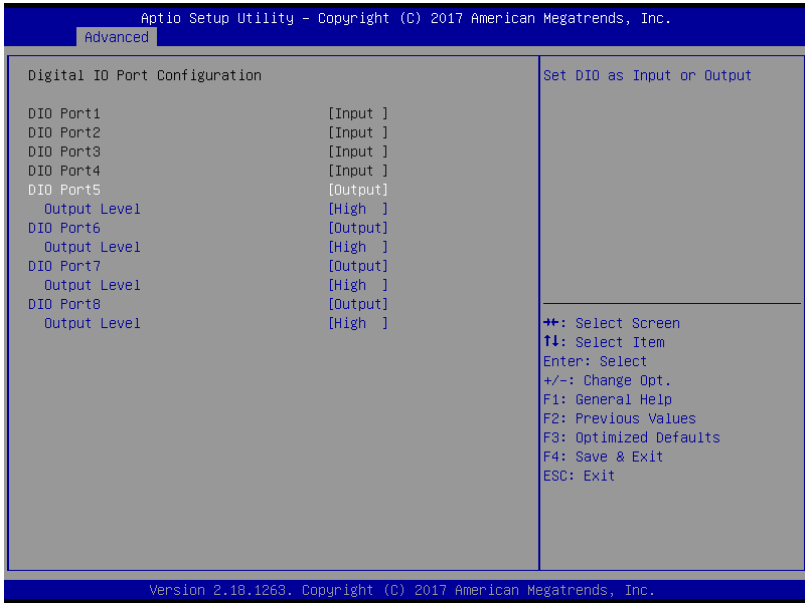 Aptio Setup Utility – Copyright (C) 2017 American Megatrends, Inc.
Advanced
Digital IO Port Configuration
DIO Port1 [Input ]
DIO Port2 [Input ]
DIO Port3 [Input ]
DIO Port4 [Input ]
DIO Port5 [Output]
Output Level [High ]
DIO Port6 [Output]
Output Level [High ]
DIO Port7 [Output]
Output Level [High ]
DIO Port8 [Output]
Output Level [High ]
Set DIO as Input or Output
→←: Select Screen
↑↓: Select Item
Enter: Select
+/-: Change Opt.
F1: General Help
F2: Previous Values
F3: Optimized Defaults
F4: Save & Exit
ESC: Exit
Version 2.18.1263. Copyright (C) 2017 American Megatrends, Inc.